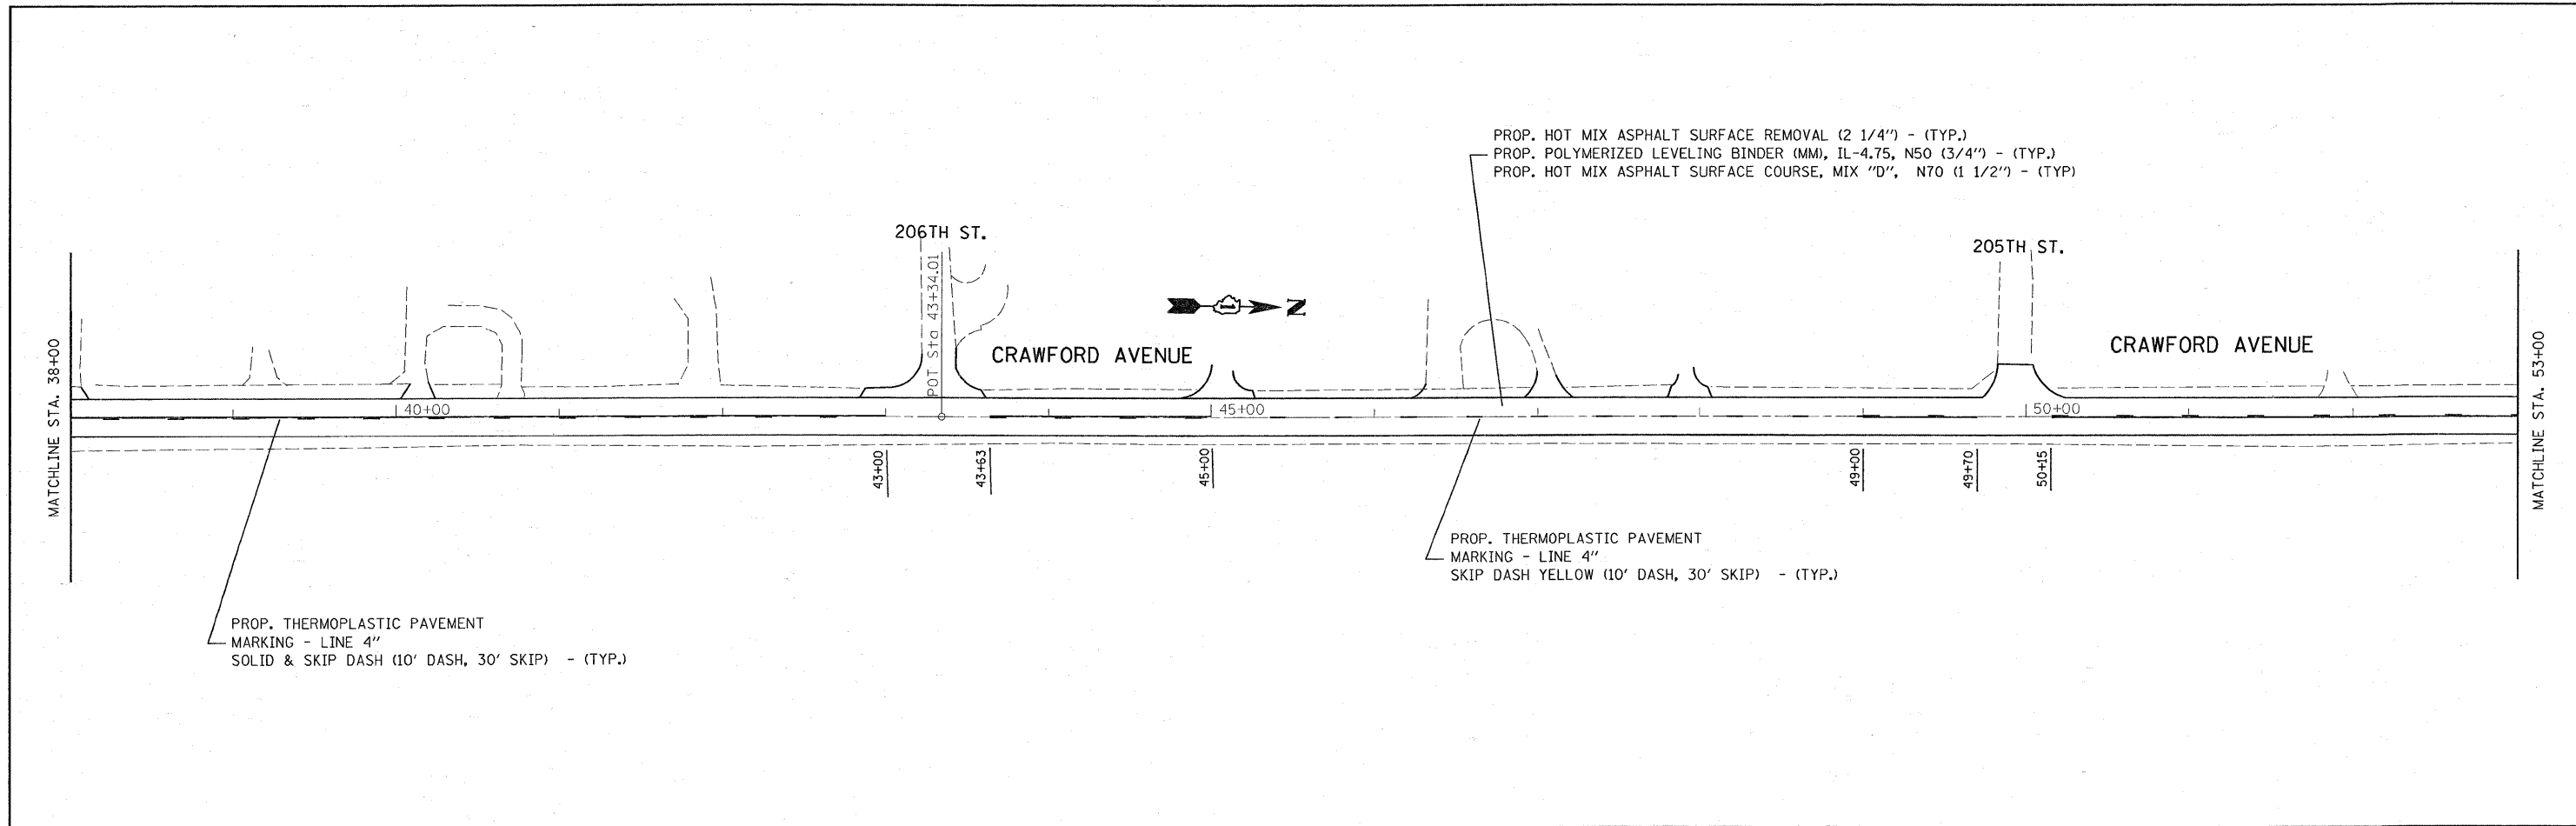 PROP. HOT MIX ASPHALT SURFACE REMOVAL (2 1/4") - (TYP.)
PROP. POLYMERIZED LEVELING BINDER (MM), IL-4.75, N50 (3/4") - (TYP.)
PROP. HOT MIX ASPHALT SURFACE COURSE, MIX "D", N70 (1 1/2") - (TYP)
206TH ST.
205TH ST.
POT Sta 43+34.01
N
CRAWFORD AVENUE
CRAWFORD AVENUE
MATCHLINE STA. 38+00
MATCHLINE STA. 53+00
40+00
45+00
50+00
43+00
43+63
45+00
49+00
49+70
50+15
PROP. THERMOPLASTIC PAVEMENT
MARKING - LINE 4"
SKIP DASH YELLOW (10' DASH, 30' SKIP) - (TYP.)
PROP. THERMOPLASTIC PAVEMENT
MARKING - LINE 4"
SOLID & SKIP DASH (10' DASH, 30' SKIP) - (TYP.)